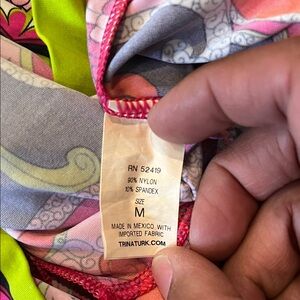 RN 52419
90% NYLON
10% SPANDEX
SIZE
M
MADE IN MEXICO WITH
IMPORTED FABRIC
TRINATURK.COM